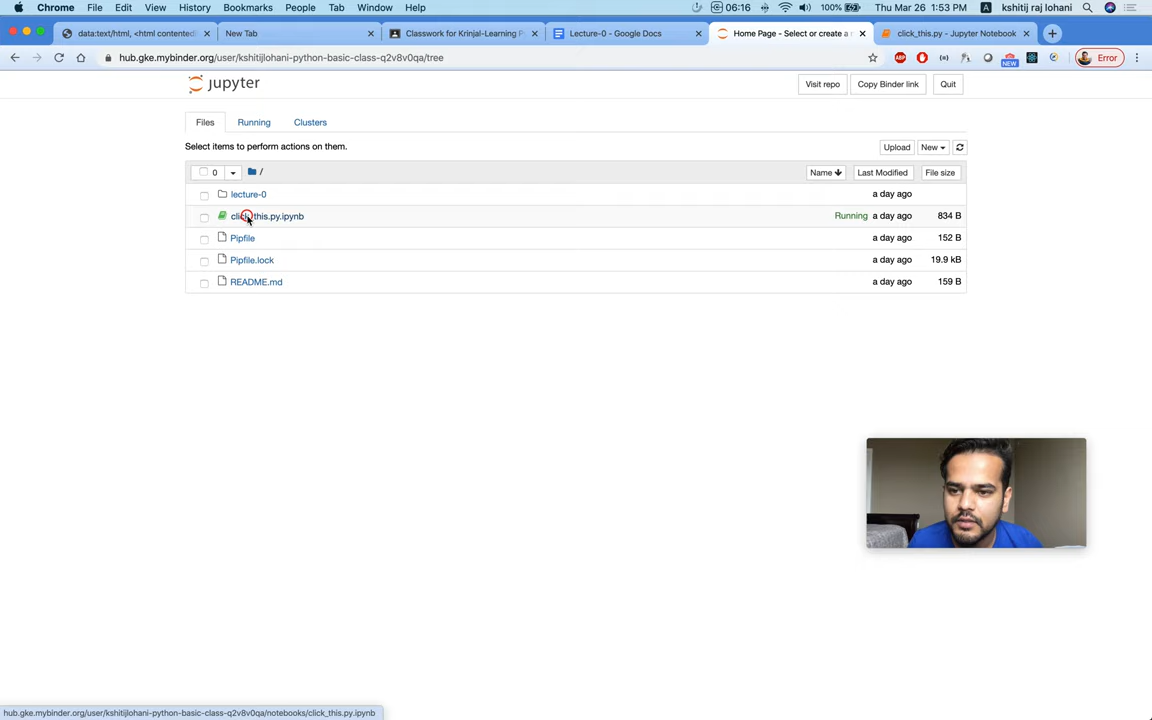 Chrome File Edit View History Bookmarks People Tab Window Help 06:16 100% Thu Mar 26 1:53 PM kshitij raj lohani
data:text/html, <html contented New Tab Classwork for Krinjal-Learning P Lecture-0 - Google Docs Home Page - Select or create a click_this.py - Jupyter Notebook
hub.gke.mybinder.org/user/kshitijlohani-python-basic-class-q2v8v0qa/tree ABP NEW Error
jupyter Visit repo Copy Binder link Quit
Files Running Clusters
Select items to perform actions on them. Upload New
0 / Name Last Modified File size
lecture-0 a day ago
click_this.py.ipynb Running a day ago 834 B
Pipfile a day ago 152 B
Pipfile.lock a day ago 19.9 kB
README.md a day ago 159 B
hub.gke.mybinder.org/user/kshitijlohani-python-basic-class-q2v8v0qa/notebooks/click_this.py.ipynb